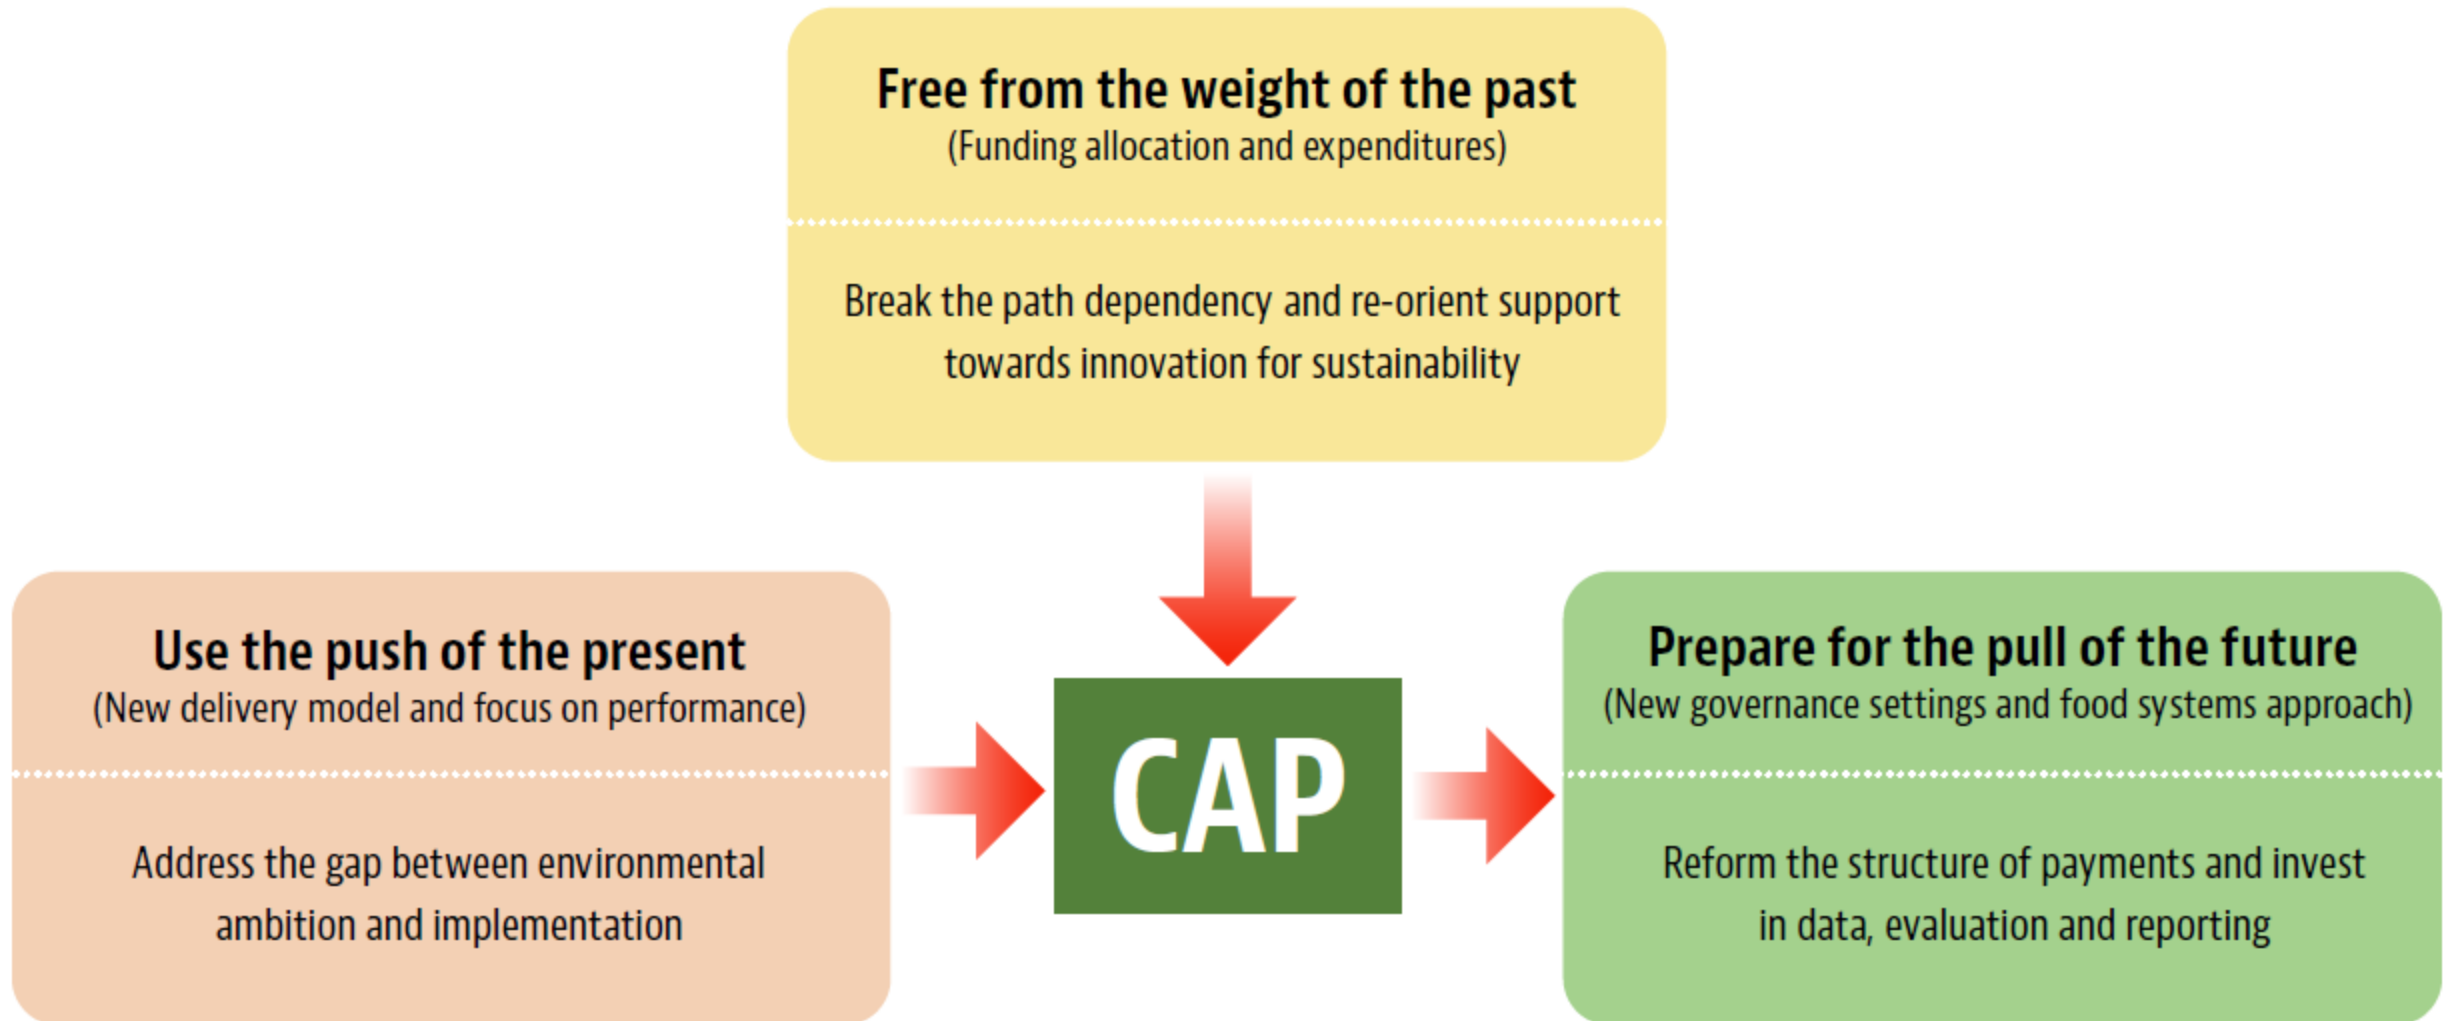 Free from the weight of the past
(Funding allocation and expenditures)
Break the path dependency and re-orient support
towards innovation for sustainability
Use the push of the present
(New delivery model and focus on performance)
Address the gap between environmental
ambition and implementation
CAP
Prepare for the pull of the future
(New governance settings and food systems approach)
Reform the structure of payments and invest
in data, evaluation and reporting